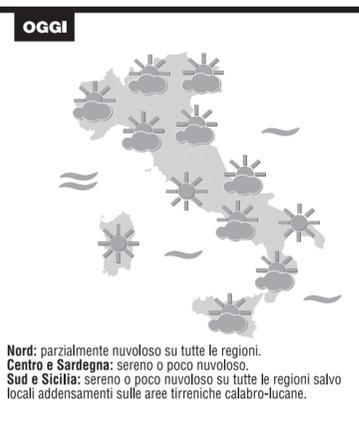 OGGI
Nord: parzialmente nuvoloso su tutte le regioni.
Centro e Sardegna: sereno o poco nuvoloso.
Sud e Sicilia: sereno o poco nuvoloso su tutte le regioni salvo
locali addensamenti sulle aree tirreniche calabro-lucane.